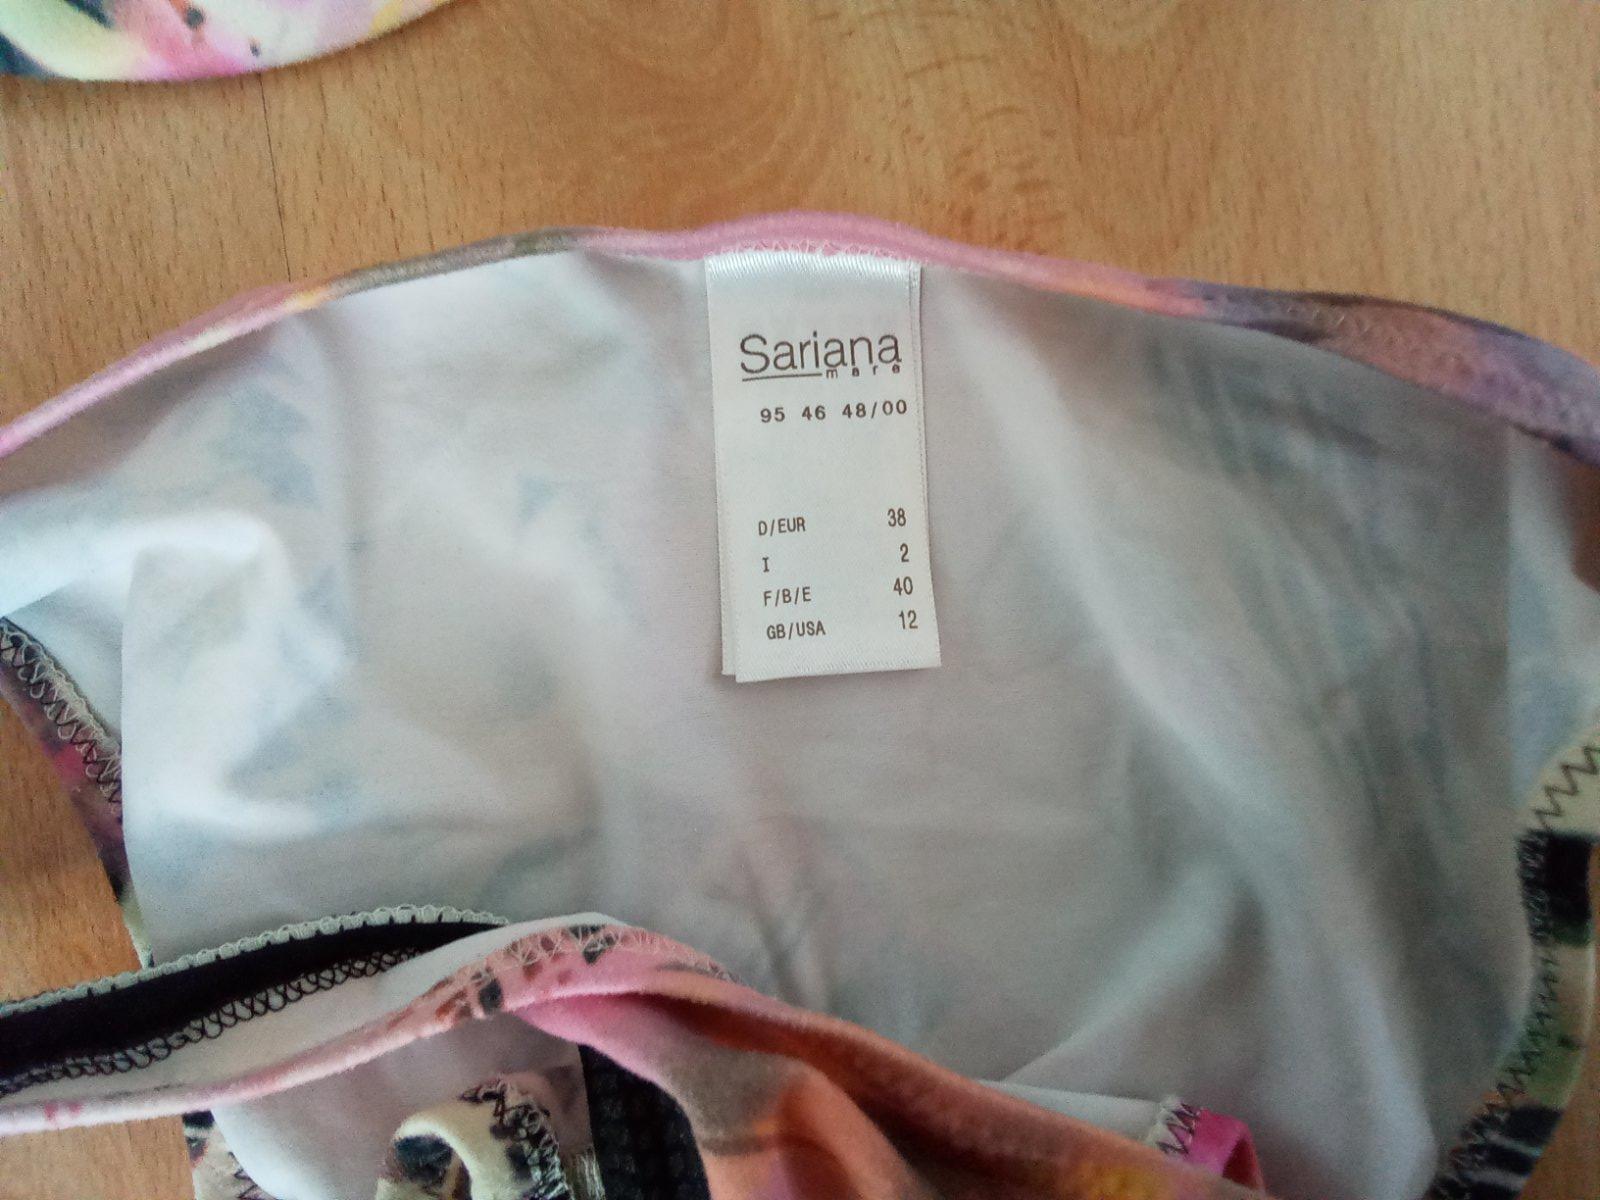 Sariana
mare
95 46 48/00
D/EUR 38
I 2
F/B/E 40
GB/USA 12